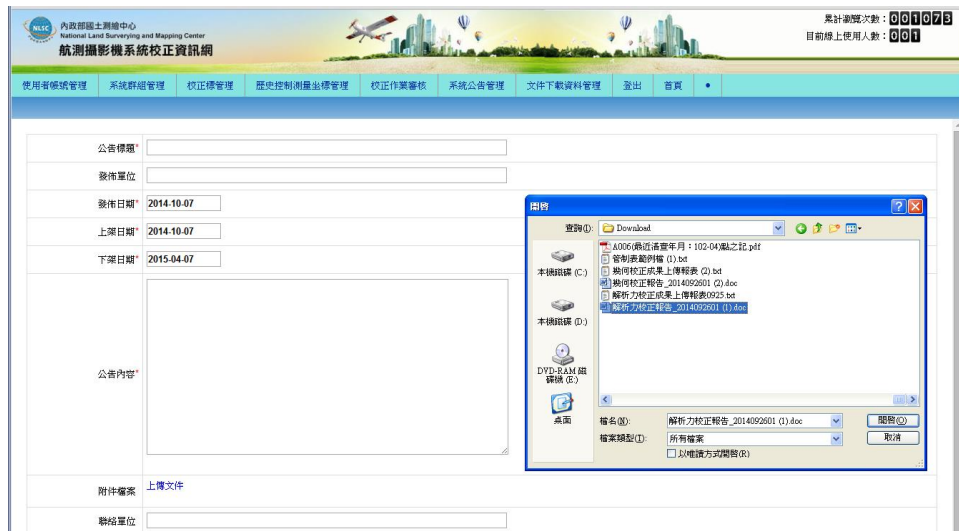 NLSC
內政部國土測繪中心
National Land Surverying and Mapping Center
航測攝影機系統校正資訊網
累計瀏覽次數：001073
目前線上使用人數：001
使用者帳號管理 系統群組管理 校正標管理 歷史控制測量坐標管理 校正作業審核 系統公告管理 文件下載資料管理 登出 首頁 •
公告標題*
發佈單位
發佈日期* 2014-10-07
上架日期* 2014-10-07
下架日期* 2015-04-07
公告內容*
附件檔案 上傳文件
聯絡單位
開啓
查詢(I): Download
本機磁碟 (C:)
本機磁碟 (D:)
DVD-RAM 磁
碟機 (E:)
桌面
A006(最近清查年月：102-04)點之記.pdf
管制表範例檔 (1).txt
幾何校正成果上傳報表 (2).txt
幾何校正報告_2014092601 (2).doc
解析力校正成果上傳報表0925.txt
解析力校正報告_2014092601 (1).doc
檔名(N): 解析力校正報告_2014092601 (1).doc 開啓(O)
檔案類型(T): 所有檔案 取消
以唯讀方式開啓(R)